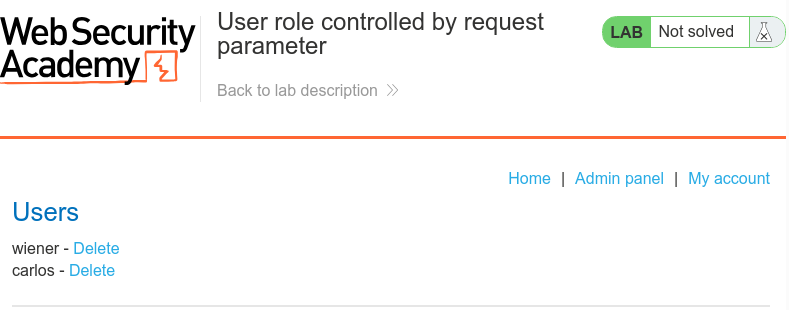 Web Security
Academy
User role controlled by request
parameter
Back to lab description
LAB Not solved
Home | Admin panel | My account
Users
wiener - Delete
carlos - Delete